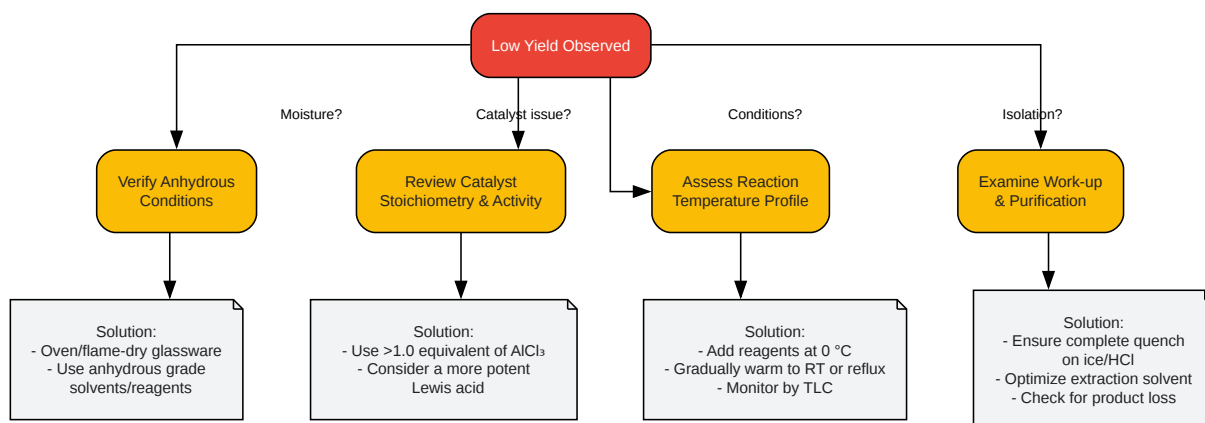 Low Yield Observed
Moisture?
Catalyst issue?
Conditions?
Isolation?
Verify Anhydrous
Conditions
Review Catalyst
Stoichiometry & Activity
Assess Reaction
Temperature Profile
Examine Work-up
& Purification
Solution:
- Oven/flame-dry glassware
- Use anhydrous grade
solvents/reagents
Solution:
- Use >1.0 equivalent of AlCl₃
- Consider a more potent
Lewis acid
Solution:
- Add reagents at 0 °C
- Gradually warm to RT or reflux
- Monitor by TLC
Solution:
- Ensure complete quench
on ice/HCl
- Optimize extraction solvent
- Check for product loss